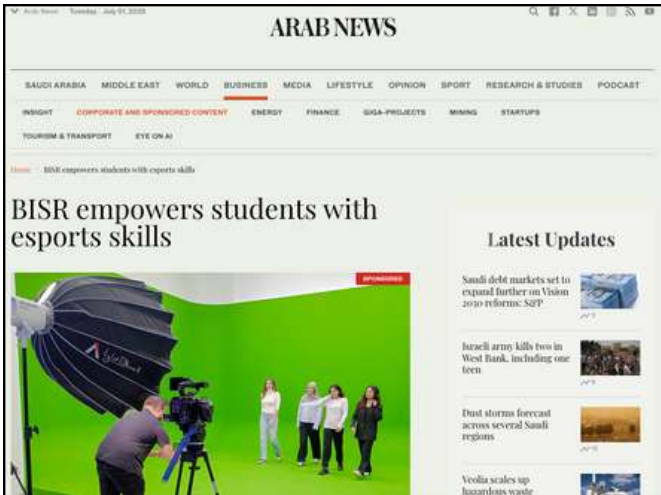 Arab News Tuesday . July 01, 2025
ARAB NEWS
SAUDI ARABIA MIDDLE EAST WORLD BUSINESS MEDIA LIFESTYLE OPINION SPORT RESEARCH & STUDIES PODCAST
INSIGHT CORPORATE AND SPONSORED CONTENT ENERGY FINANCE GIGA-PROJECTS MINING STARTUPS
TOURISM & TRANSPORT EYE ON AI
Home BISR empowers students with esports skills
BISR empowers students with
esports skills
SPONSORED
Latest Updates
Saudi debt markets set to
expand further on Vision
2030 reforms: S&P
Israeli army kills two in
West Bank, including one
teen
Dust storms forecast
across several Saudi
regions
Veolia scales up
hazardous waste